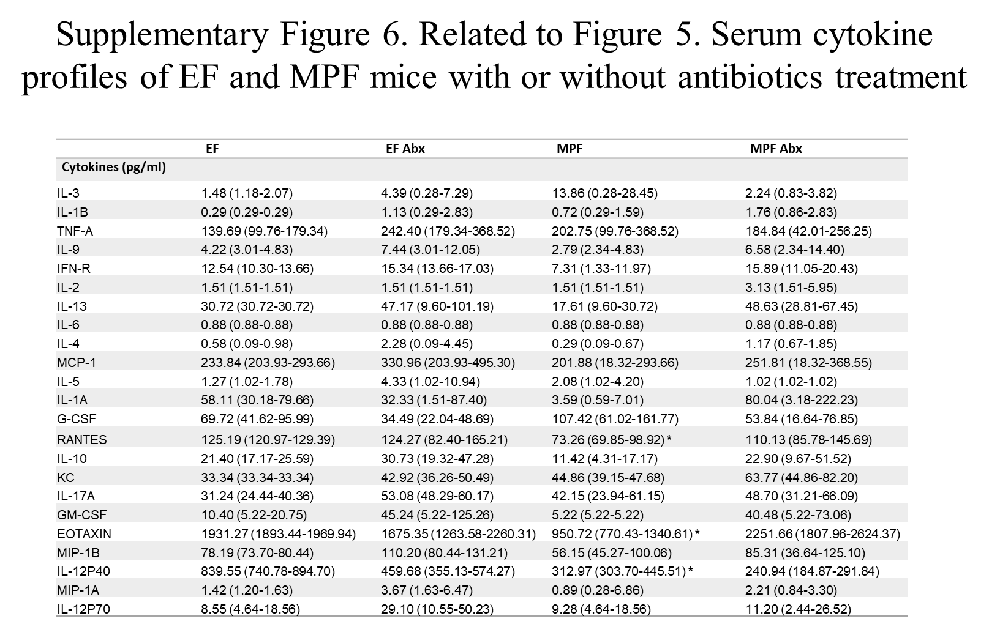 Supplementary Figure 6. Related to Figure 5. Serum cytokine
profiles of EF and MPF mice with or without antibiotics treatment
EF EF Abx MPF MPF Abx
Cytokines (pg/ml)
IL-3 1.48 (1.18-2.07) 4.39 (0.28-7.29) 13.86 (0.28-28.45) 2.24 (0.83-3.82)
IL-1B 0.29 (0.29-0.29) 1.13 (0.29-2.83) 0.72 (0.29-1.59) 1.76 (0.86-2.83)
TNF-A 139.69 (99.76-179.34) 242.40 (179.34-368.52) 202.75 (99.76-368.52) 184.84 (42.01-256.25)
IL-9 4.22 (3.01-4.83) 7.44 (3.01-12.05) 2.79 (2.34-4.83) 6.58 (2.34-14.40)
IFN-R 12.54 (10.30-13.66) 15.34 (13.66-17.03) 7.31 (1.33-11.97) 15.89 (11.05-20.43)
IL-2 1.51 (1.51-1.51) 1.51 (1.51-1.51) 1.51 (1.51-1.51) 3.13 (1.51-5.95)
IL-13 30.72 (30.72-30.72) 47.17 (9.60-101.19) 17.61 (9.60-30.72) 48.63 (28.81-67.45)
IL-6 0.88 (0.88-0.88) 0.88 (0.88-0.88) 0.88 (0.88-0.88) 0.88 (0.88-0.88)
IL-4 0.58 (0.09-0.98) 2.28 (0.09-4.45) 0.29 (0.09-0.67) 1.17 (0.67-1.85)
MCP-1 233.84 (203.93-293.66) 330.96 (203.93-495.30) 201.88 (18.32-293.66) 251.81 (18.32-368.55)
IL-5 1.27 (1.02-1.78) 4.33 (1.02-10.94) 2.08 (1.02-4.20) 1.02 (1.02-1.02)
IL-1A 58.11 (30.18-79.66) 32.33 (1.51-87.40) 3.59 (0.59-7.01) 80.04 (3.18-222.23)
G-CSF 69.72 (41.62-95.99) 34.49 (22.04-48.69) 107.42 (61.02-161.77) 53.84 (16.64-76.85)
RANTES 125.19 (120.97-129.39) 124.27 (82.40-165.21) 73.26 (69.85-98.92) * 110.13 (85.78-145.69)
IL-10 21.40 (17.17-25.59) 30.73 (19.32-47.28) 11.42 (4.31-17.17) 22.90 (9.67-51.52)
KC 33.34 (33.34-33.34) 42.92 (36.26-50.49) 44.86 (39.15-47.68) 63.77 (44.86-82.20)
IL-17A 31.24 (24.44-40.36) 53.08 (48.29-60.17) 42.15 (23.94-61.15) 48.70 (31.21-66.09)
GM-CSF 10.40 (5.22-20.75) 45.24 (5.22-125.26) 5.22 (5.22-5.22) 40.48 (5.22-73.06)
EOTAXIN 1931.27 (1893.44-1969.94) 1675.35 (1263.58-2260.31) 950.72 (770.43-1340.61) * 2251.66 (1807.96-2624.37)
MIP-1B 78.19 (73.70-80.44) 110.20 (80.44-131.21) 56.15 (45.27-100.06) 85.31 (36.64-125.10)
IL-12P40 839.55 (740.78-894.70) 459.68 (355.13-574.27) 312.97 (303.70-445.51) * 240.94 (184.87-291.84)
MIP-1A 1.42 (1.20-1.63) 3.67 (1.63-6.47) 0.89 (0.28-6.86) 2.21 (0.84-3.30)
IL-12P70 8.55 (4.64-18.56) 29.10 (10.55-50.23) 9.28 (4.64-18.56) 11.20 (2.44-26.52)